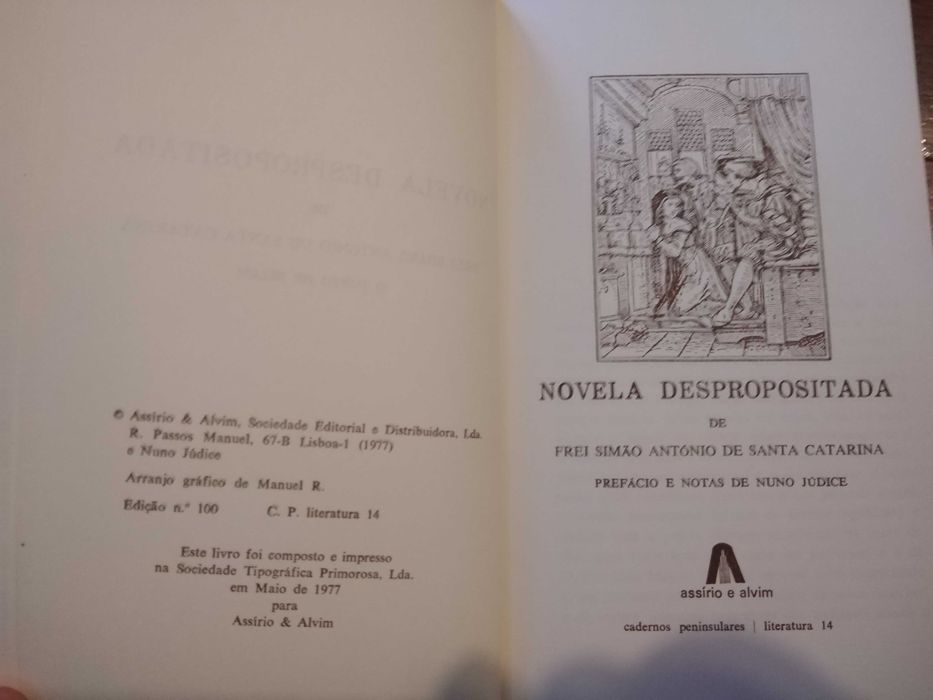 © Assírio & Alvim, Sociedade Editorial e Distribuidora, Lda.
R. Passos Manuel, 67-B Lisboa-1 (1977)
e Nuno Júdice
Arranjo gráfico de Manuel R.
Edição n.º 100 C. P. literatura 14
Este livro foi composto e impresso
na Sociedade Tipográfica Primorosa, Lda.
em Maio de 1977
para
Assírio & Alvim
NOVELA DESPROPOSITADA
DE
FREI SIMÃO ANTÓNIO DE SANTA CATARINA
PREFÁCIO E NOTAS DE NUNO JÚDICE
assírio e alvim
cadernos peninsulares | literatura 14